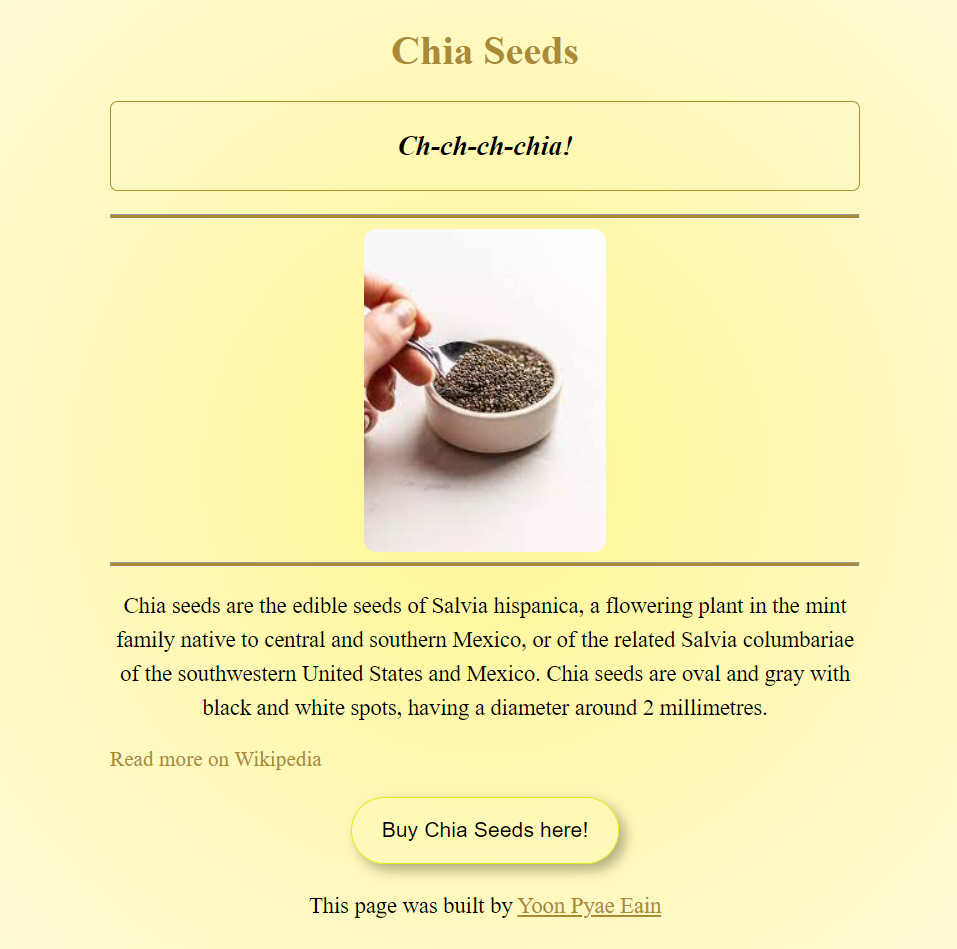 Chia Seeds
Ch-ch-ch-chia!
Chia seeds are the edible seeds of Salvia hispanica, a flowering plant in the mint
family native to central and southern Mexico, or of the related Salvia columbariae
of the southwestern United States and Mexico. Chia seeds are oval and gray with
black and white spots, having a diameter around 2 millimetres.
Read more on Wikipedia
Buy Chia Seeds here!
This page was built by Yoon Pyae Eain